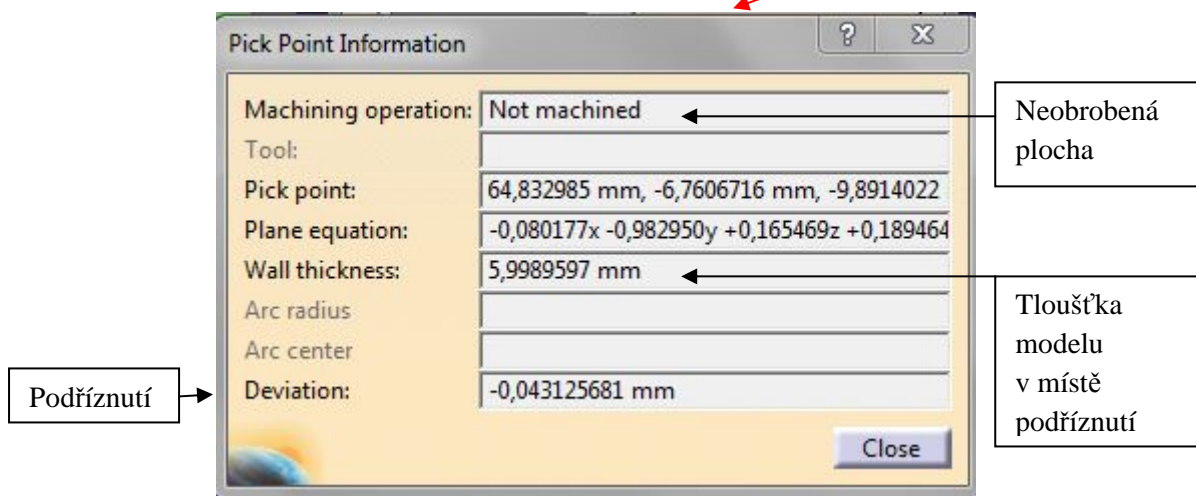 Pick Point Information
Machining operation: Not machined
Tool:
Pick point: 64,832985 mm, -6,7606716 mm, -9,8914022
Plane equation: -0,080177x -0,982950y +0,165469z +0,189464
Wall thickness: 5,9989597 mm
Arc radius
Arc center
Deviation: -0,043125681 mm
Close
Neobrobená
plocha
Tloušťka
modelu
v místě
podříznutí
Podříznutí